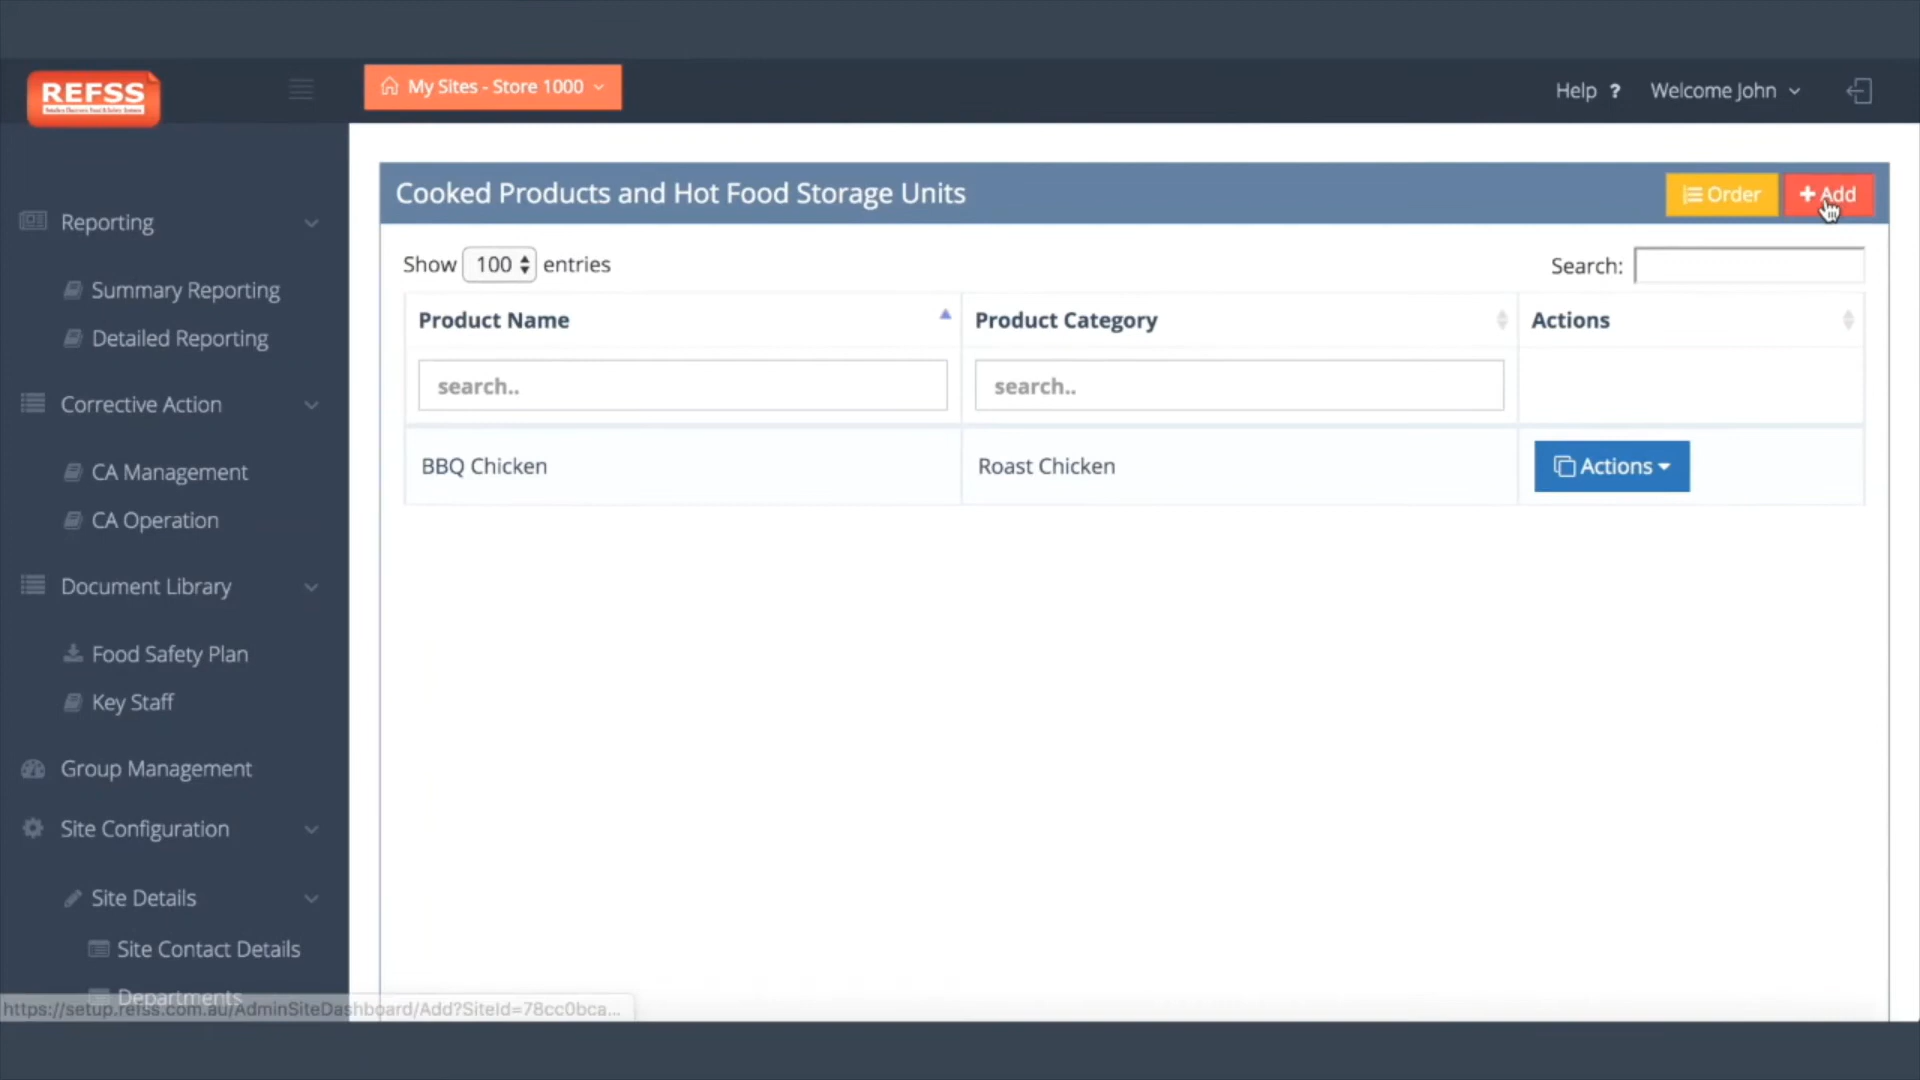 REFSS
My Sites - Store 1000
Help ?
Welcome John
Reporting
Summary Reporting
Detailed Reporting
Corrective Action
CA Management
CA Operation
Document Library
Food Safety Plan
Key Staff
Group Management
Site Configuration
Site Details
Site Contact Details
Departments
https://setup.refss.com.au/AdminSiteDashboard/Add?SiteId=78cc0bca...
Cooked Products and Hot Food Storage Units
Order
+ Add
Show 100 entries
Search:
Product Name
Product Category
Actions
search..
search..
BBQ Chicken
Roast Chicken
Actions